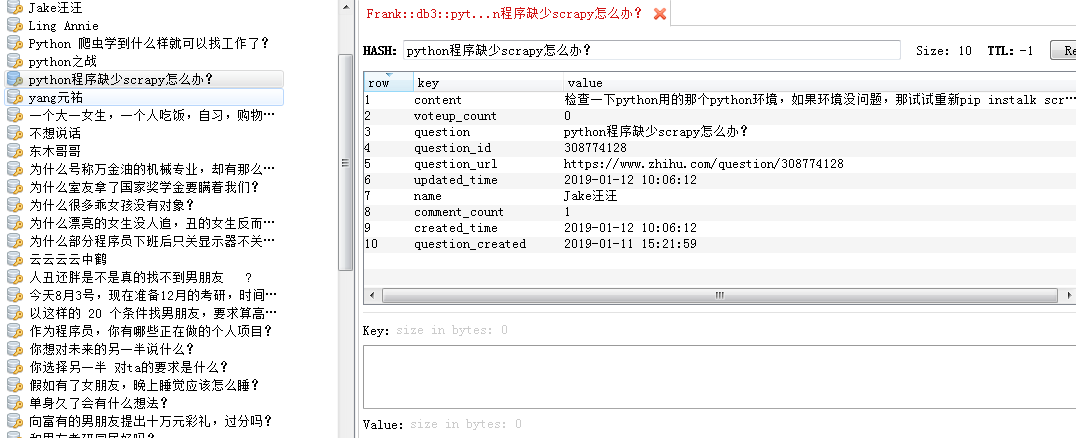 Jake汪汪
Ling Annie
Python 爬虫学到什么样就可以找工作了?
python之战
python程序缺少scrapy怎么办?
yang元祐
一个大一女生，一个人吃饭，自习，购物…
不想说话
东木哥哥
为什么号称万金油的机械专业，却有那么…
为什么室友拿了国家奖学金要瞒着我们?
为什么很多乖女孩没有对象?
为什么漂亮的女生没人追，丑的女生反而…
为什么部分程序员下班后只关显示器不关…
云云云云中鹤
人丑还胖是不是真的找不到男朋友 ?
今天8月3号，现在准备12月的考研，时间…
以这样的 20 个条件找男朋友，要求算高…
作为程序员，你有哪些正在做的个人项目?
你想对未来的另一半说什么?
你选择另一半 对ta的要求是什么?
假如有了女朋友，晚上睡觉应该怎么睡?
单身久了会有什么想法?
向富有的男朋友提出十万元彩礼，过分吗?
Frank::db3::pyt...n程序缺少scrapy怎么办?
HASH: python程序缺少scrapy怎么办? Size: 10 TTL: -1 Re
row key value
1 content 检查一下python用的那个python环境，如果环境没问题，那试试重新pip instalk scr…
2 voteup_count 0
3 question python程序缺少scrapy怎么办?
4 question_id 308774128
5 question_url https://www.zhihu.com/question/308774128
6 updated_time 2019-01-12 10:06:12
7 name Jake汪汪
8 comment_count 1
9 created_time 2019-01-12 10:06:12
10 question_created 2019-01-11 15:21:59
Key: size in bytes: 0
Value: size in bytes: 0